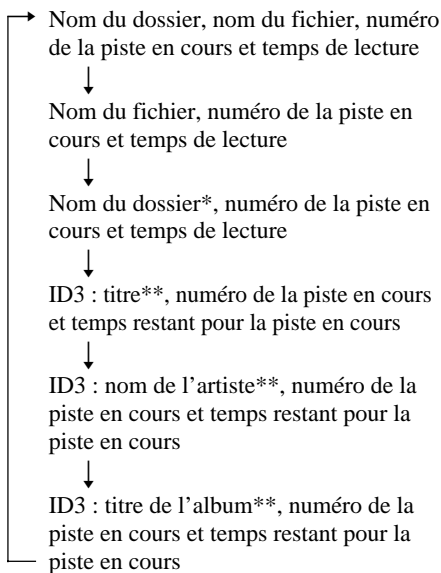 Nom du dossier, nom du fichier, numéro
de la piste en cours et temps de lecture
Nom du fichier, numéro de la piste en
cours et temps de lecture
Nom du dossier*, numéro de la piste en
cours et temps de lecture
ID3 : titre**, numéro de la piste en cours
et temps restant pour la piste en cours
ID3 : nom de l’artiste**, numéro de la
piste en cours et temps restant pour la
piste en cours
ID3 : titre de l’album**, numéro de la
piste en cours et temps restant pour la
piste en cours